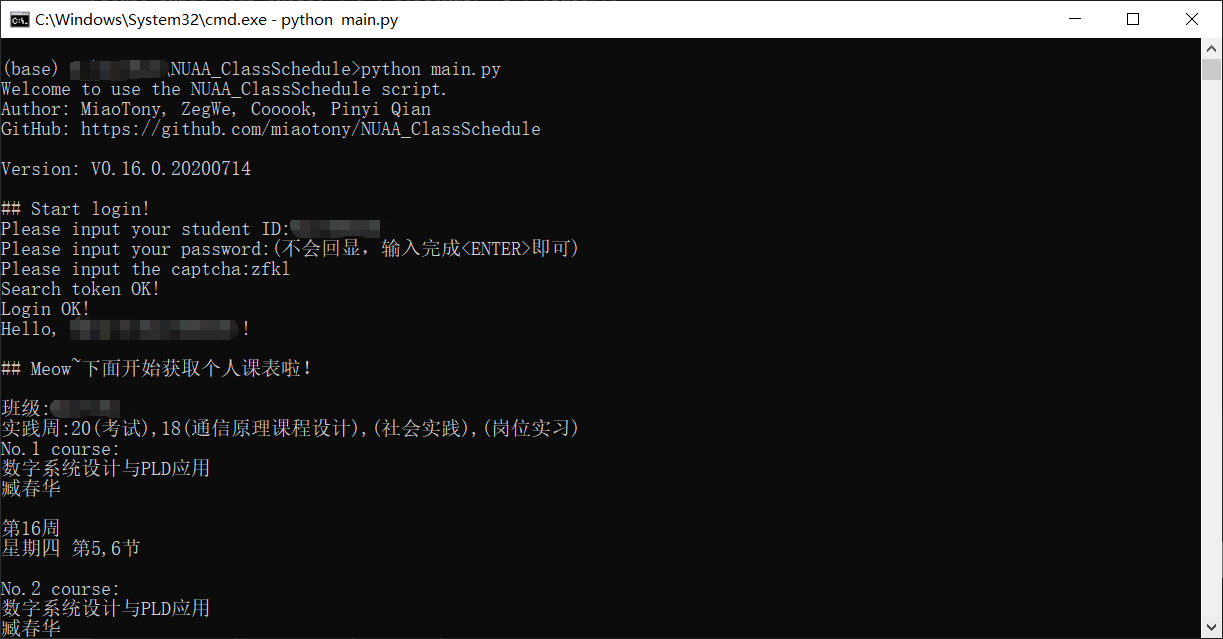 C:\Windows\System32\cmd.exe - python  main.py
(base) \NUAA_ClassSchedule>python main.py
Welcome to use the NUAA_ClassSchedule script.
Author: MiaoTony, ZegWe, Cooook, Pinyi Qian
GitHub: https://github.com/miaotony/NUAA_ClassSchedule
Version: V0.16.0.20200714
## Start login!
Please input your student ID:
Please input your password:(不会回显，输入完成<ENTER>即可)
Please input the captcha:zfkl
Search token OK!
Login OK!
Hello, !
## Meow~下面开始获取个人课表啦!
班级:
实践周:20(考试),18(通信原理课程设计),(社会实践),(岗位实习)
No.1 course:
数字系统设计与PLD应用
臧春华
第16周
星期四 第5,6节
No.2 course:
数字系统设计与PLD应用
臧春华